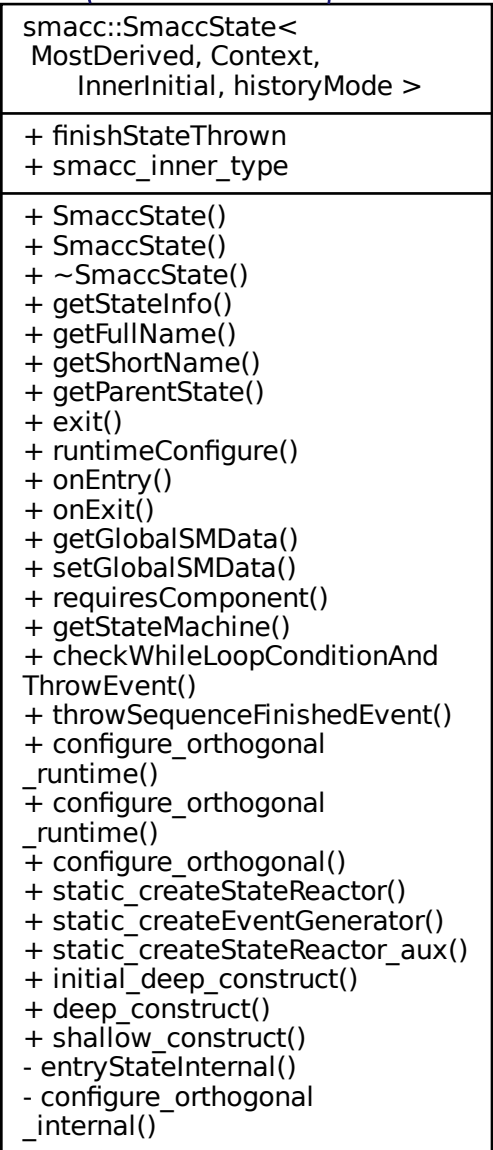 smacc::SmaccState<
MostDerived, Context,
InnerInitial, historyMode >
+ finishStateThrown
+ smacc_inner_type
+ SmaccState()
+ SmaccState()
+ ~SmaccState()
+ getStateInfo()
+ getFullName()
+ getShortName()
+ getParentState()
+ exit()
+ runtimeConfigure()
+ onEntry()
+ onExit()
+ getGlobalSMData()
+ setGlobalSMData()
+ requiresComponent()
+ getStateMachine()
+ checkWhileLoopConditionAnd
ThrowEvent()
+ throwSequenceFinishedEvent()
+ configure_orthogonal
_runtime()
+ configure_orthogonal
_runtime()
+ configure_orthogonal()
+ static_createStateReactor()
+ static_createEventGenerator()
+ static_createStateReactor_aux()
+ initial_deep_construct()
+ deep_construct()
+ shallow_construct()
- entryStateInternal()
- configure_orthogonal
_internal()